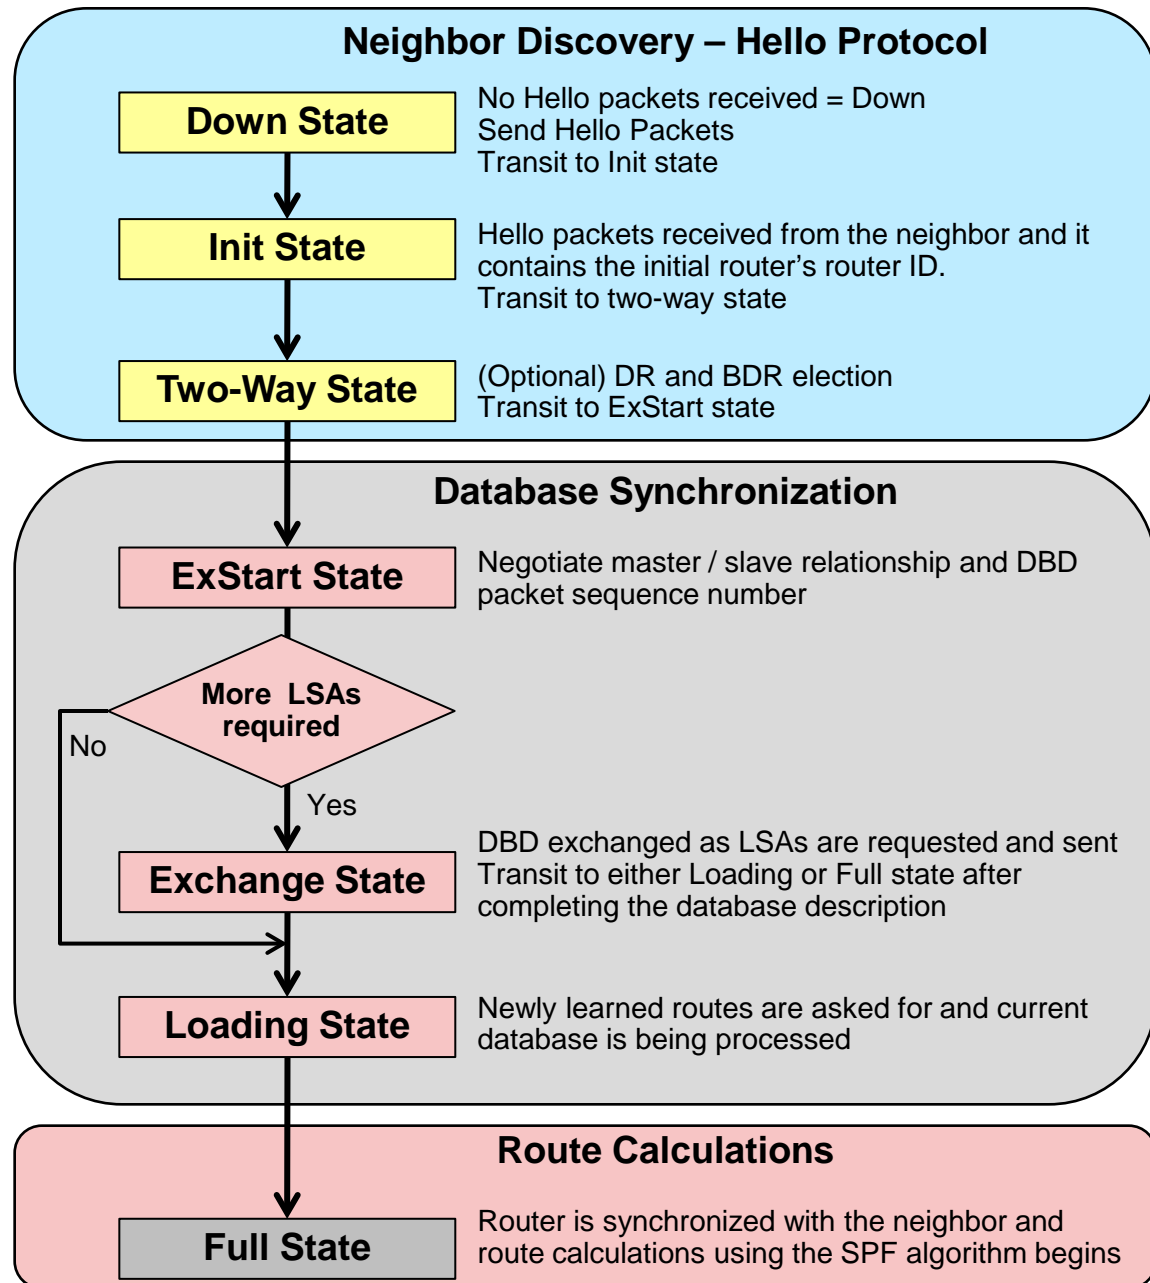 Neighbor Discovery – Hello Protocol
Down State
No Hello packets received = Down
Send Hello Packets
Transit to Init state
Init State
Hello packets received from the neighbor and it
contains the initial router’s router ID.
Transit to two-way state
Two-Way State
(Optional) DR and BDR election
Transit to ExStart state
Database Synchronization
ExStart State
Negotiate master / slave relationship and DBD
packet sequence number
More LSAs
required
No
Yes
Exchange State
DBD exchanged as LSAs are requested and sent
Transit to either Loading or Full state after
completing the database description
Loading State
Newly learned routes are asked for and current
database is being processed
Route Calculations
Full State
Router is synchronized with the neighbor and
route calculations using the SPF algorithm begins